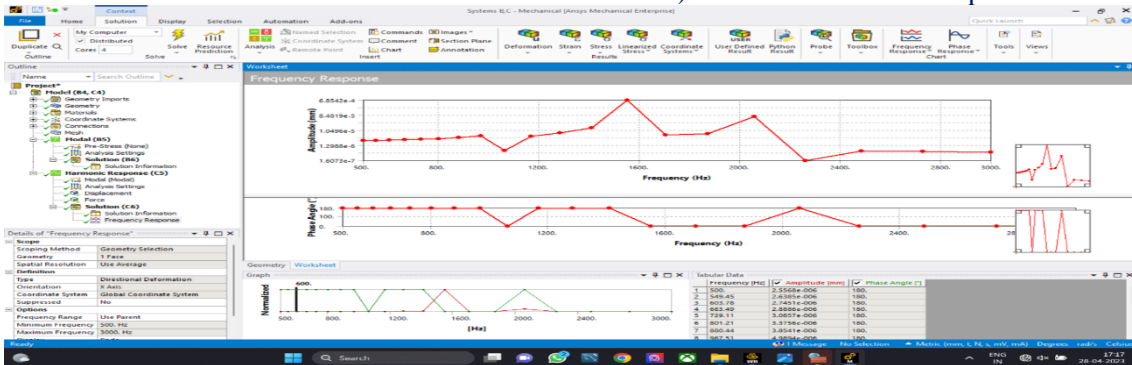 Context
Systems B,C - Mechanical [Ansys Mechanical Enterprise]
File Home Solution Display Selection Automation Add-ons
Quick Launch
Duplicate
Outline
My Computer
Distributed
Cores 4
Solve
Resource Prediction
Solve
Analysis
Named Selection
Coordinate System
Remote Point
Commands
Comment
Chart
Images
Section Plane
Annotation
Insert
Deformation Strain Stress Linearized Stress Coordinate Systems
Results
User Defined Result
Python Result
Probe
Toolbox
Frequency Response
Phase Response
Chart
Tools
Views
Outline
Name Search Outline
Project*
Model (B4, C4)
Geometry Imports
Geometry
Materials
Coordinate Systems
Connections
Mesh
Modal (B5)
Pre-Stress (None)
Analysis Settings
Solution (B6)
Solution Information
Harmonic Response (C5)
Modal (Modal)
Analysis Settings
Displacement
Force
Solution (C6)
Solution Information
Frequency Response
Details of "Frequency Response"
Scope
Scoping Method Geometry Selection
Geometry 1 Face
Spatial Resolution Use Average
Definition
Type Directional Deformation
Orientation X Axis
Coordinate System Global Coordinate System
Suppressed No
Options
Frequency Range Use Parent
Minimum Frequency 500. Hz
Maximum Frequency 3000. Hz
Worksheet
Frequency Response
Amplitude (mm)
6.8542e-4
8.4019e-5
1.0496e-5
1.2968e-6
1.6073e-7
500. 800. 1200. 1600. 2000. 2400. 2800. 3000.
Frequency (Hz)
Phase Angle
180.
100.
0.
500. 800. 1200. 1600. 2000. 2400.
Frequency (Hz)
Geometry Worksheet
Graph
Normalized
600.
500. 800. 1200. 1600. 2000. 2400. 2800. 3000.
[Hz]
Tabular Data
Frequency [Hz] Amplitude [mm] Phase Angle [°]
1 500. 2.5568e-006 180.
2 549.45 2.6385e-006 180.
3 603.78 2.7451e-006 180.
4 663.49 2.8886e-006 180.
5 729.11 3.0857e-006 180.
6 801.21 3.3756e-006 180.
7 880.44 3.8541e-006 180.
Ready
1 Message No Selection Metric (mm, t, N, s, mV, mA) Degrees rad/s Celsius
Search
ENG
IN
17:17
28-04-2023